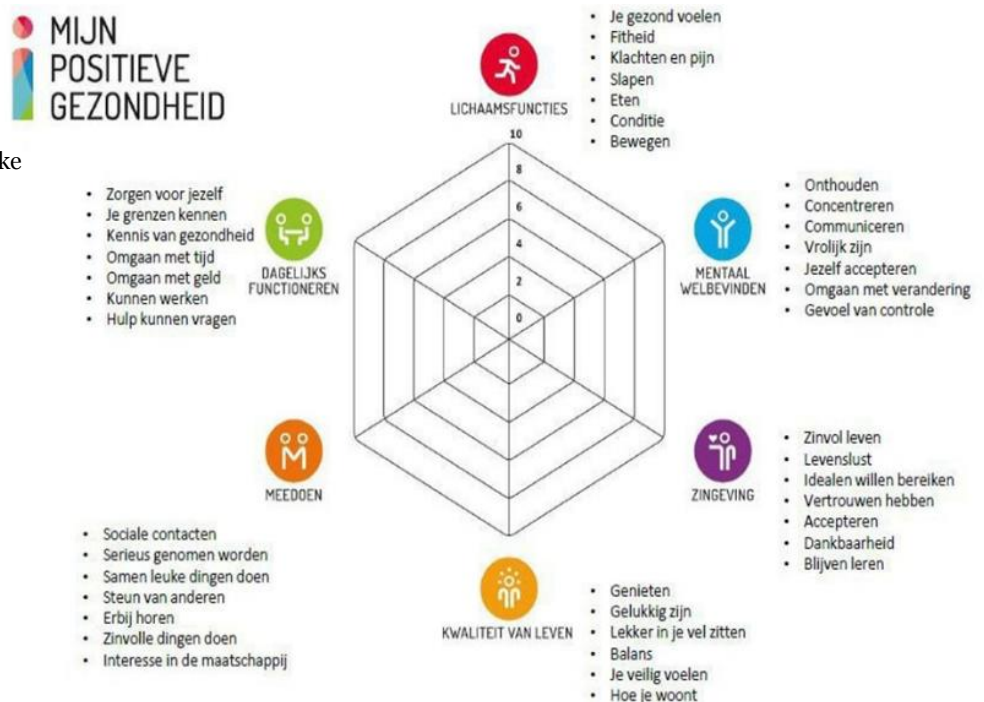 MIJN
POSITIEVE
GEZONDHEID
ke
LICHAAMSFUNCTIES
• Je gezond voelen
• Fitheid
• Klachten en pijn
• Slapen
• Eten
• Conditie
• Bewegen
10
8
6
4
2
0
• Zorgen voor jezelf
• Je grenzen kennen
• Kennis van gezondheid
• Omgaan met tijd
• Omgaan met geld
• Kunnen werken
• Hulp kunnen vragen
DAGELIJKS
FUNCTIONEREN
MENTAAL
WELBEVINDEN
• Onthouden
• Concentreren
• Communiceren
• Vrolijk zijn
• Jezelf accepteren
• Omgaan met verandering
• Gevoel van controle
MEEDOEN
• Sociale contacten
• Serieus genomen worden
• Samen leuke dingen doen
• Steun van anderen
• Erbij horen
• Zinvolle dingen doen
• Interesse in de maatschappij
ZINGEVING
• Zinvol leven
• Levenslust
• Idealen willen bereiken
• Vertrouwen hebben
• Accepteren
• Dankbaarheid
• Blijven leren
KWALITEIT VAN LEVEN
• Genieten
• Gelukkig zijn
• Lekker in je vel zitten
• Balans
• Je veilig voelen
• Hoe je woont